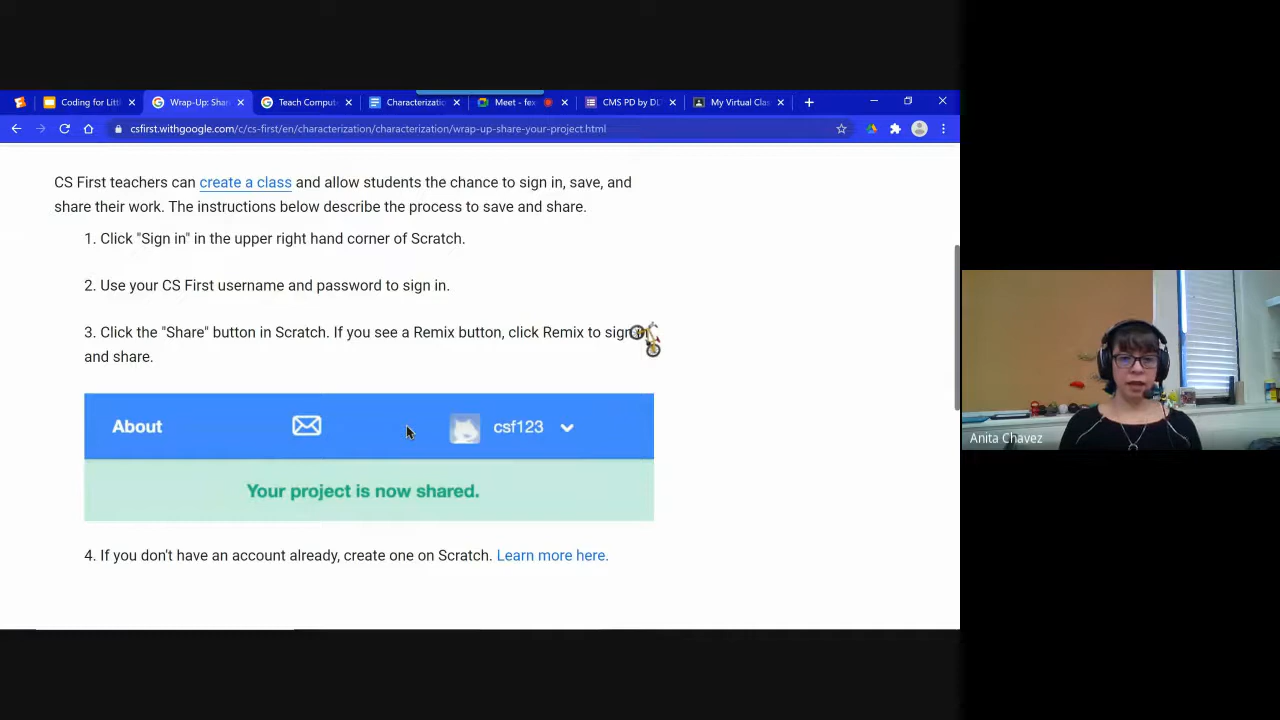 Coding for Littl
Wrap-Up: Shar
Teach Compute
Characterizatio
Meet - fex
CMS PD by DLT
My Virtual Clas
csfirst.withgoogle.com/c/cs-first/en/characterization/characterization/wrap-up-share-your-project.html
CS First teachers can create a class and allow students the chance to sign in, save, and
share their work. The instructions below describe the process to save and share.
1. Click "Sign in" in the upper right hand corner of Scratch.
2. Use your CS First username and password to sign in.
3. Click the "Share" button in Scratch. If you see a Remix button, click Remix to sign in
and share.
About
csf123
Your project is now shared.
4. If you don't have an account already, create one on Scratch. Learn more here.
Anita Chavez